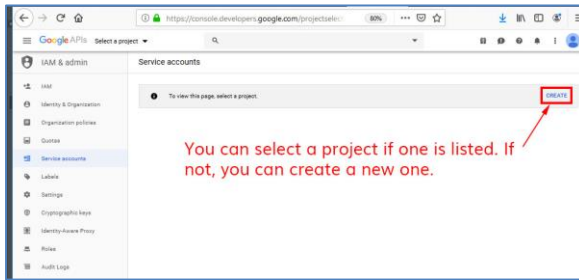 https://console.developers.google.com/projectselect
80%
Google APIs Select a project
IAM & admin
Service accounts
IAM
To view this page, select a project.
CREATE
Identity & Organization
Organization policies
Quotas
Service accounts
Labels
Settings
Cryptographic keys
Identity-Aware Proxy
Roles
Audit Logs
You can select a project if one is listed. If
not, you can create a new one.